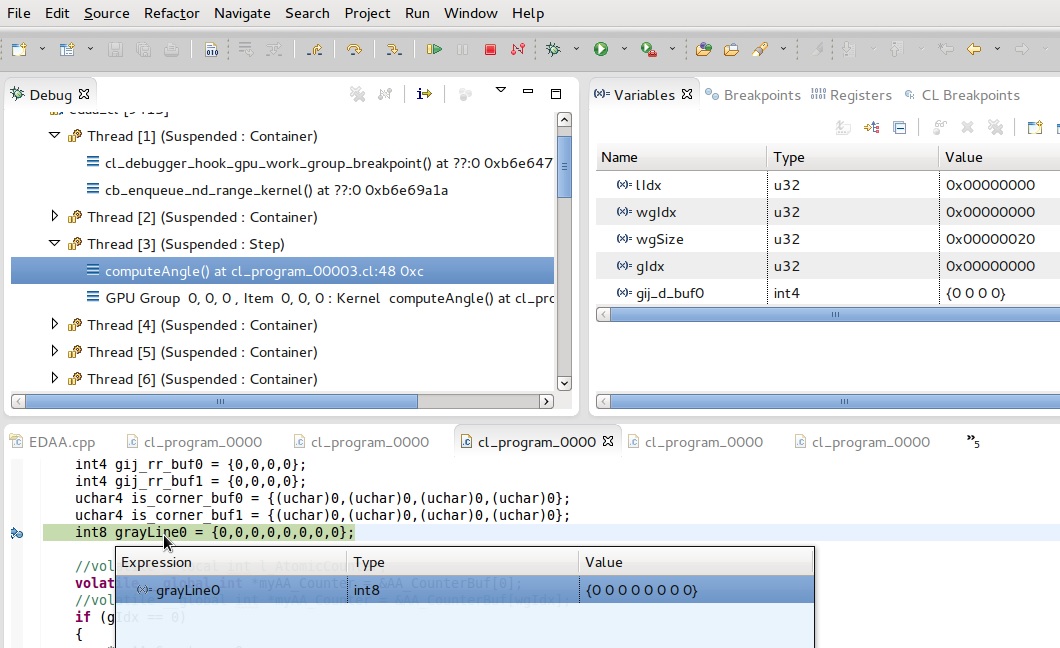 File Edit Source Refactor Navigate Search Project Run Window Help
Debug
Thread [1] (Suspended : Container)
cl_debugger_hook_gpu_work_group_breakpoint() at ??:0 0xb6e647
cb_enqueue_nd_range_kernel() at ??:0 0xb6e69a1a
Thread [2] (Suspended : Container)
Thread [3] (Suspended : Step)
computeAngle() at cl_program_00003.cl:48 0xc
GPU Group 0, 0, 0 , Item 0, 0, 0 : Kernel computeAngle() at cl_prc
Thread [4] (Suspended : Container)
Thread [5] (Suspended : Container)
Thread [6] (Suspended : Container)
Variables Breakpoints Registers CL Breakpoints
Name Type Value
lIdx u32 0x00000000
wgIdx u32 0x00000000
wgSize u32 0x00000020
gIdx u32 0x00000000
gij_d_buf0 int4 {0 0 0 0}
EDAA.cpp cl_program_0000 cl_program_0000 cl_program_0000 cl_program_0000 cl_program_0000 »5
int4 gij_rr_buf0 = {0,0,0,0};
int4 gij_rr_buf1 = {0,0,0,0};
uchar4 is_corner_buf0 = {(uchar)0,(uchar)0,(uchar)0,(uchar)0};
uchar4 is_corner_buf1 = {(uchar)0,(uchar)0,(uchar)0,(uchar)0};
int8 grayLine0 = {0,0,0,0,0,0,0,0};
Expression Type Value
grayLine0 int8 {0 0 0 0 0 0 0 0}
//vol
volat
//vol
if (gIdx == 0)
{